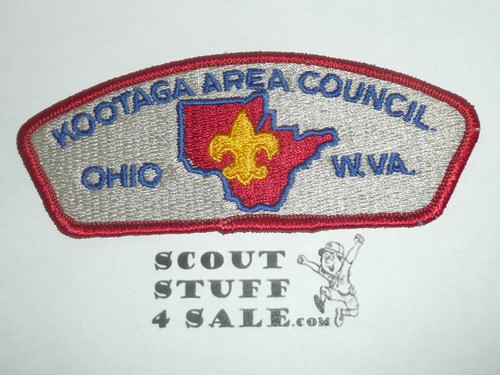 KOOTAGA AREA COUNCIL.
OHIO W.VA.
SCOUT
STUFF
4 SALE.COM